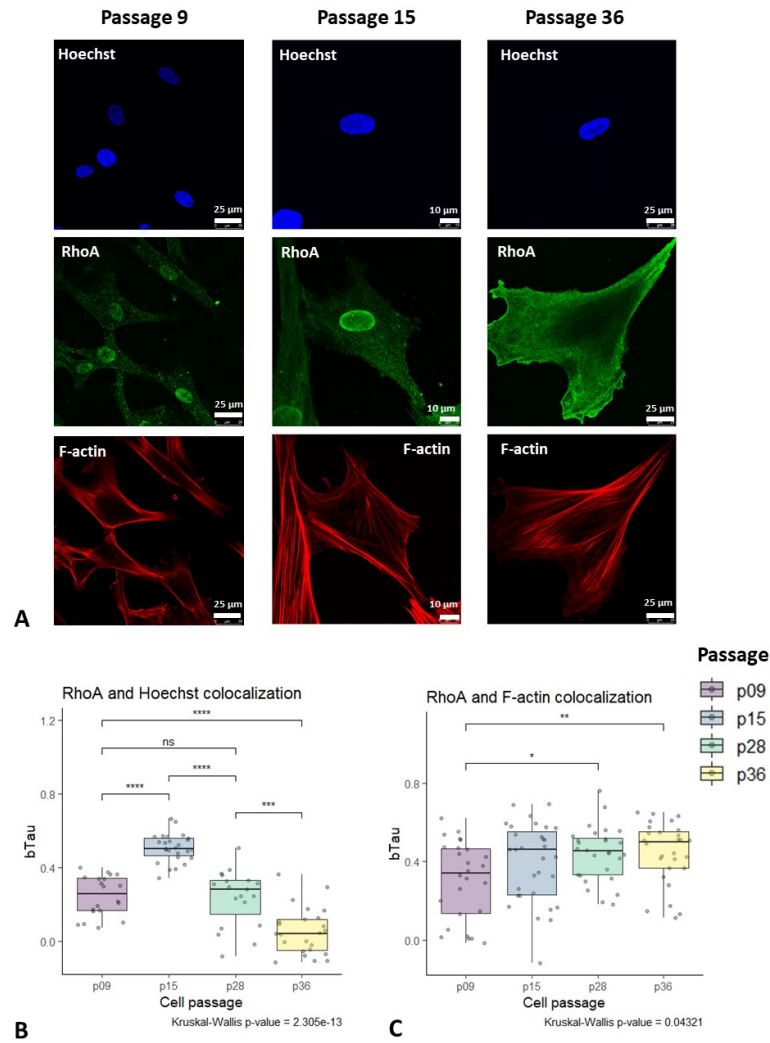 Passage 9 Passage 15 Passage 36
Hoechst Hoechst Hoechst
25 µm 10 µm 25 µm
RhoA RhoA RhoA
25 µm 10 µm 25 µm
F-actin F-actin F-actin
25 µm 10 µm 25 µm
A
Passage
p09
p15
p28
p36
RhoA and Hoechst colocalization
1.2
0.8
0.4
0.0
bTau
****
ns
**** ****
***
p09 p15 p28 p36
Cell passage
Kruskal-Wallis p-value = 2.305e-13
B
RhoA and F-actin colocalization
0.8
0.4
0.0
bTau
**
*
p09 p15 p28 p36
Cell passage
Kruskal-Wallis p-value = 0.04321
C